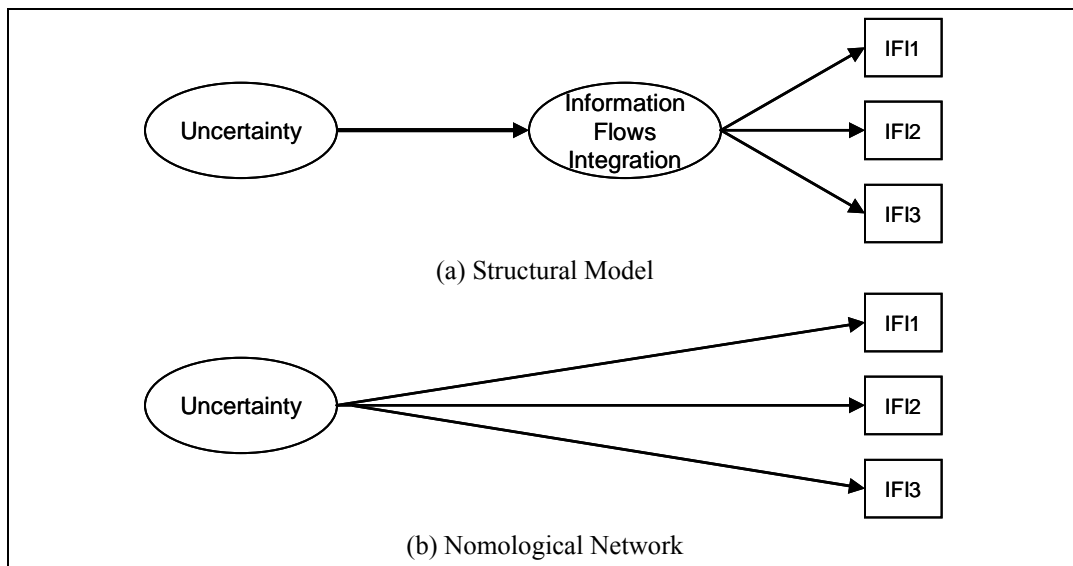 IFI1
Uncertainty
Information
Flows
Integration
IFI2
IFI3
(a) Structural Model
IFI1
Uncertainty
IFI2
IFI3
(b) Nomological Network